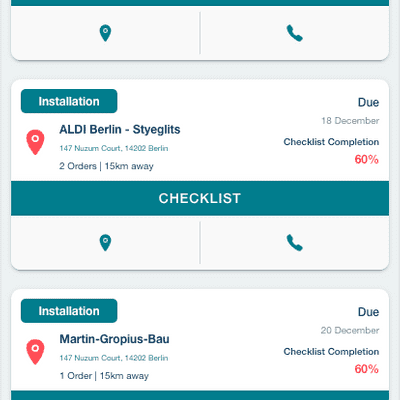 Installation
Due
18 December
ALDI Berlin - Styeglits
Checklist Completion
147 Nuzum Court, 14202 Berlin
60%
2 Orders | 15km away
CHECKLIST
Installation
Due
20 December
Martin-Gropius-Bau
Checklist Completion
147 Nuzum Court, 14202 Berlin
60%
1 Order | 15km away